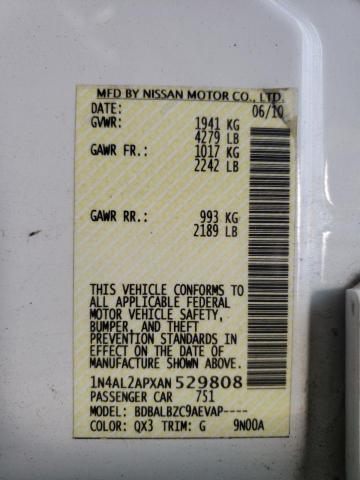 MFD BY NISSAN MOTOR CO., LTD.
DATE: 06/10
GVWR: 1941 KG
4279 LB
GAWR FR.: 1017 KG
2242 LB
GAWR RR.: 993 KG
2189 LB
THIS VEHICLE CONFORMS TO
ALL APPLICABLE FEDERAL
MOTOR VEHICLE SAFETY,
BUMPER, AND THEFT
PREVENTION STANDARDS IN
EFFECT ON THE DATE OF
MANUFACTURE SHOWN ABOVE.
1N4AL2APXAN529808
PASSENGER CAR 751
MODEL: BDBALBZC9AEVAP----
COLOR: QX3 TRIM: G 9N00A